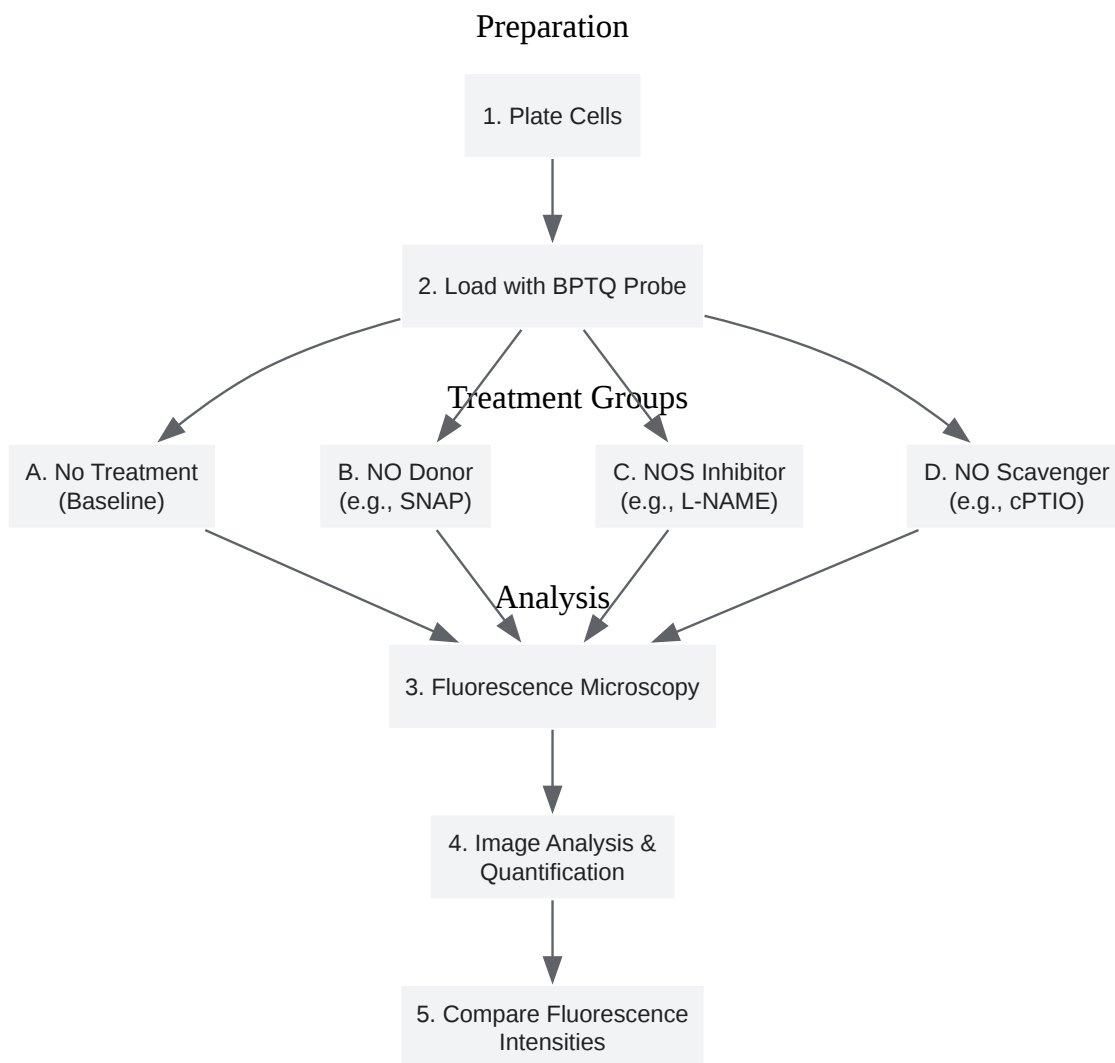 Preparation
1. Plate Cells
2. Load with BPTQ Probe
Treatment Groups
A. No Treatment
(Baseline)
B. NO Donor
(e.g., SNAP)
C. NOS Inhibitor
(e.g., L-NAME)
D. NO Scavenger
(e.g., cPTIO)
Analysis
3. Fluorescence Microscopy
4. Image Analysis &
Quantification
5. Compare Fluorescence
Intensities